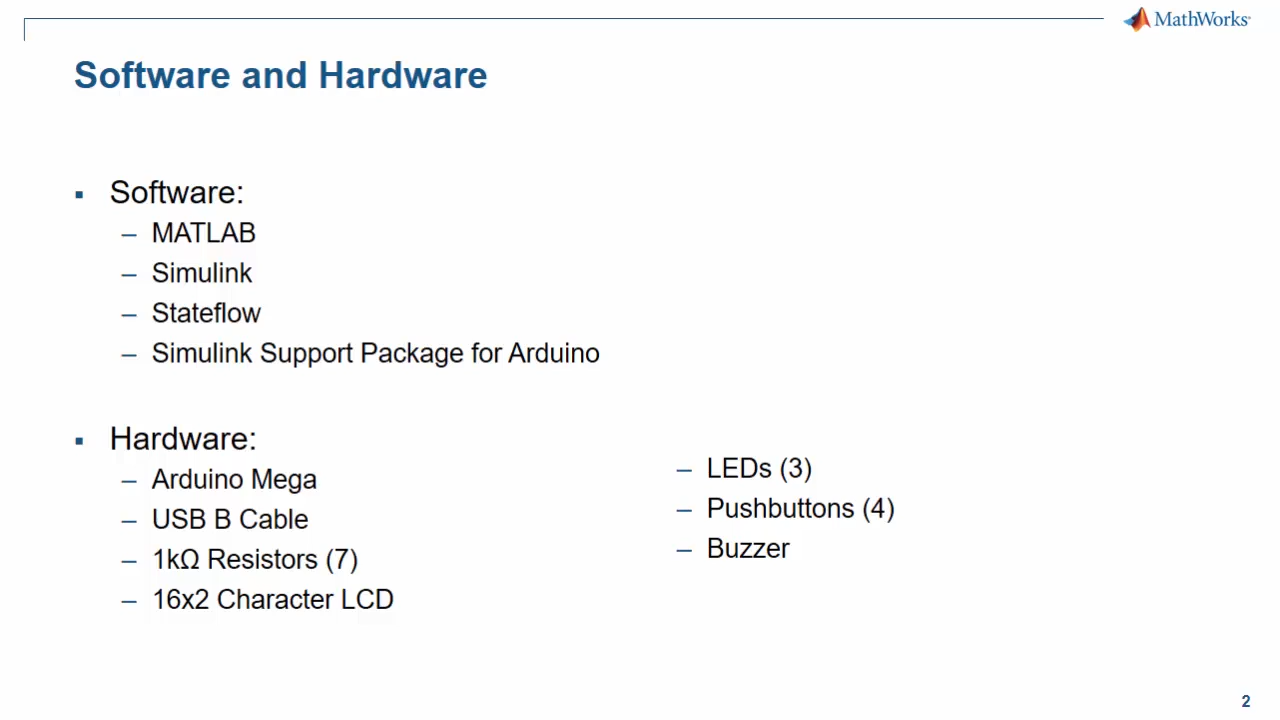 MathWorks
Software and Hardware
▪ Software:
– MATLAB
– Simulink
– Stateflow
– Simulink Support Package for Arduino
▪ Hardware:
– Arduino Mega
– USB B Cable
– 1kΩ Resistors (7)
– 16x2 Character LCD
– LEDs (3)
– Pushbuttons (4)
– Buzzer
2